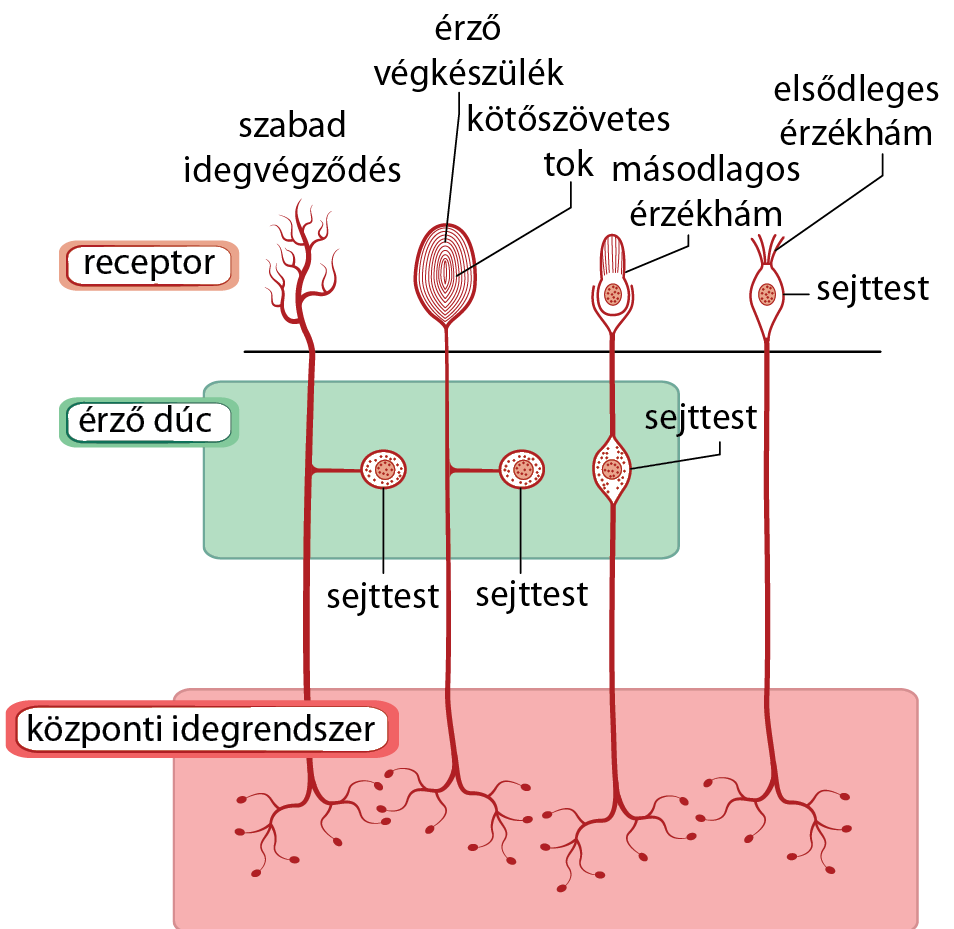 érző
végkészülék
kötőszövetes
tok
szabad
idegvégződés
másodlagos
érzékhám
elsődleges
érzékhám
receptor
sejttest
érző dúc
sejttest
sejttest
sejttest
központi idegrendszer